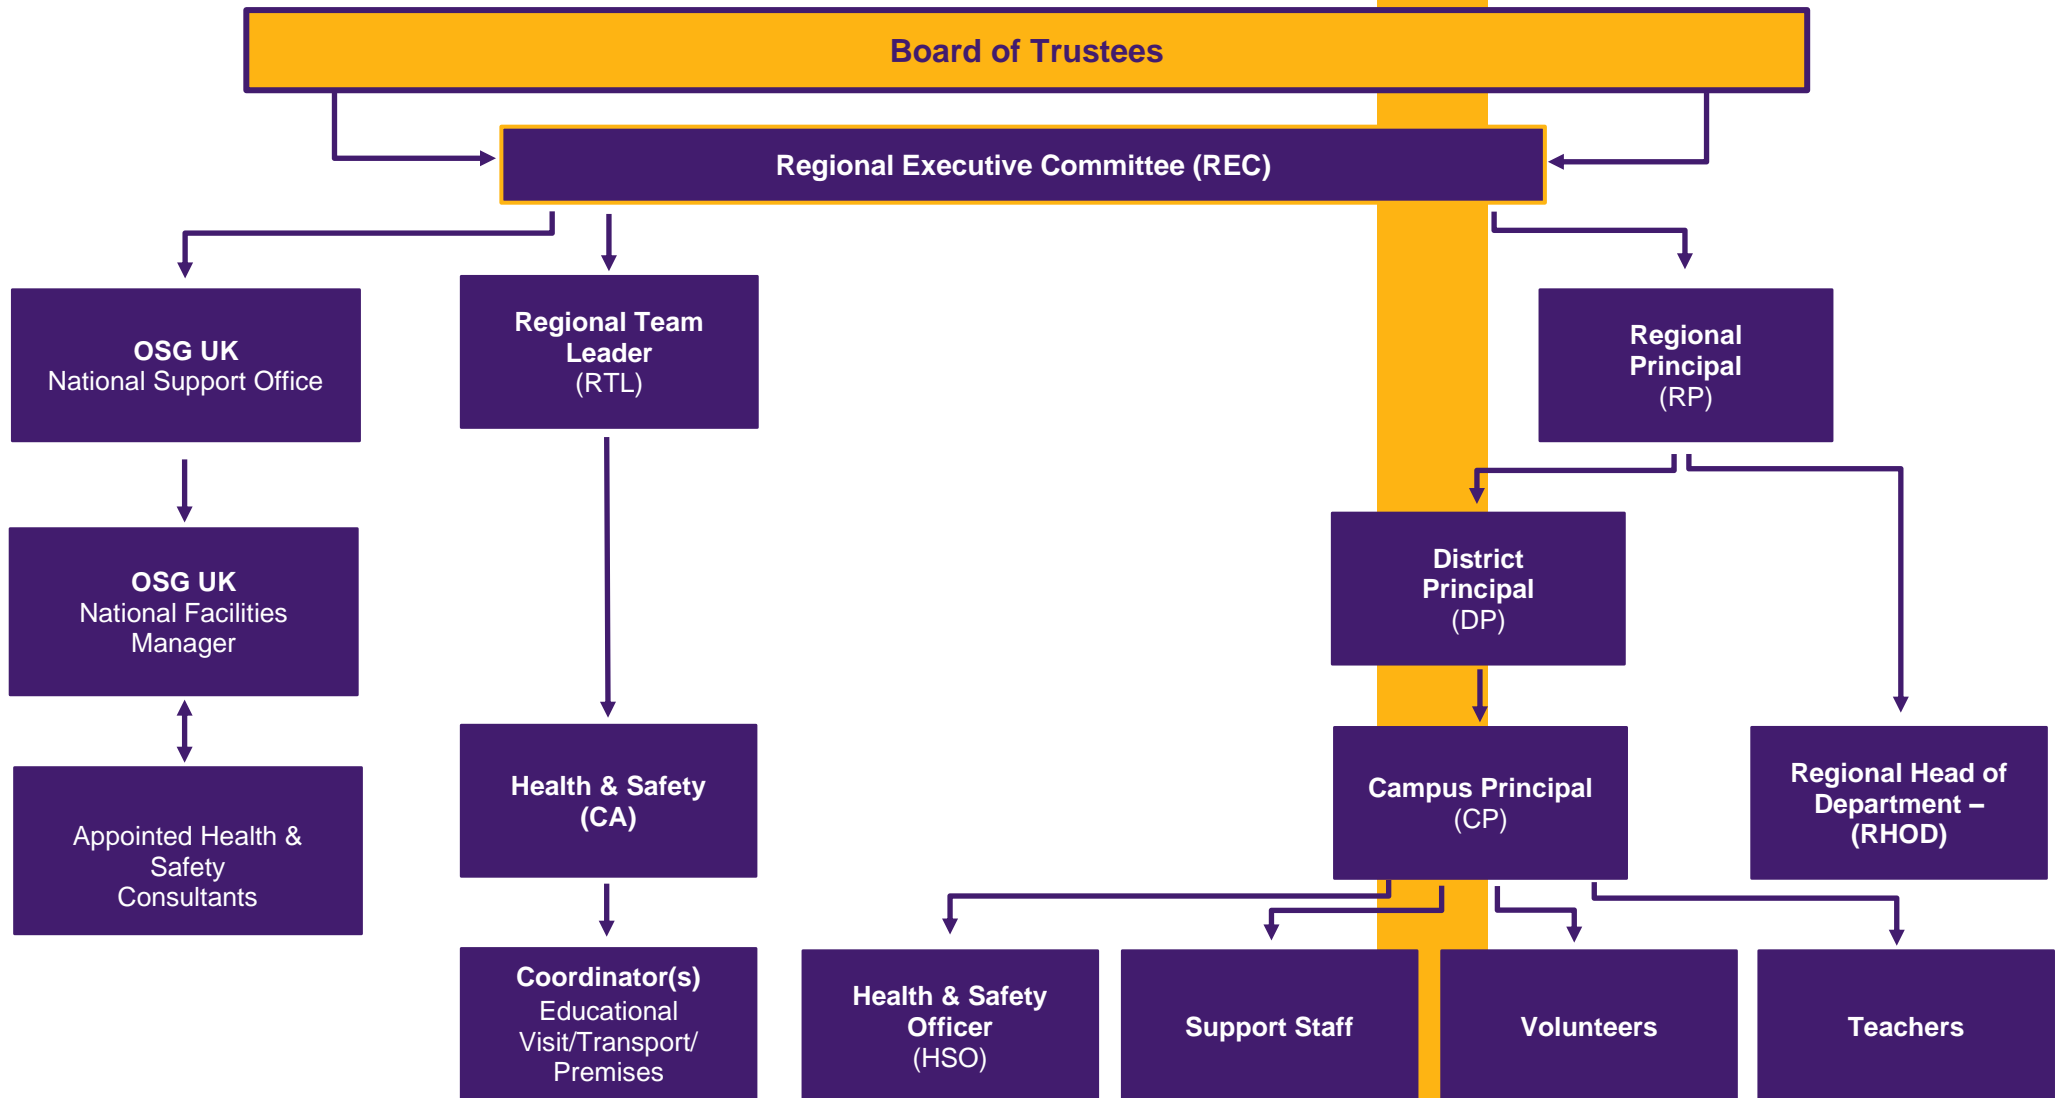 Board of Trustees
Regional Executive Committee (REC)
OSG UK
National Support Office
Regional Team
Leader
(RTL)
Regional
Principal
(RP)
OSG UK
National Facilities
Manager
District
Principal
(DP)
Appointed Health &
Safety
Consultants
Health & Safety
(CA)
Campus Principal
(CP)
Regional Head of
Department –
(RHOD)
Coordinator(s)
Educational
Visit/Transport/
Premises
Health & Safety
Officer
(HSO)
Support Staff
Volunteers
Teachers